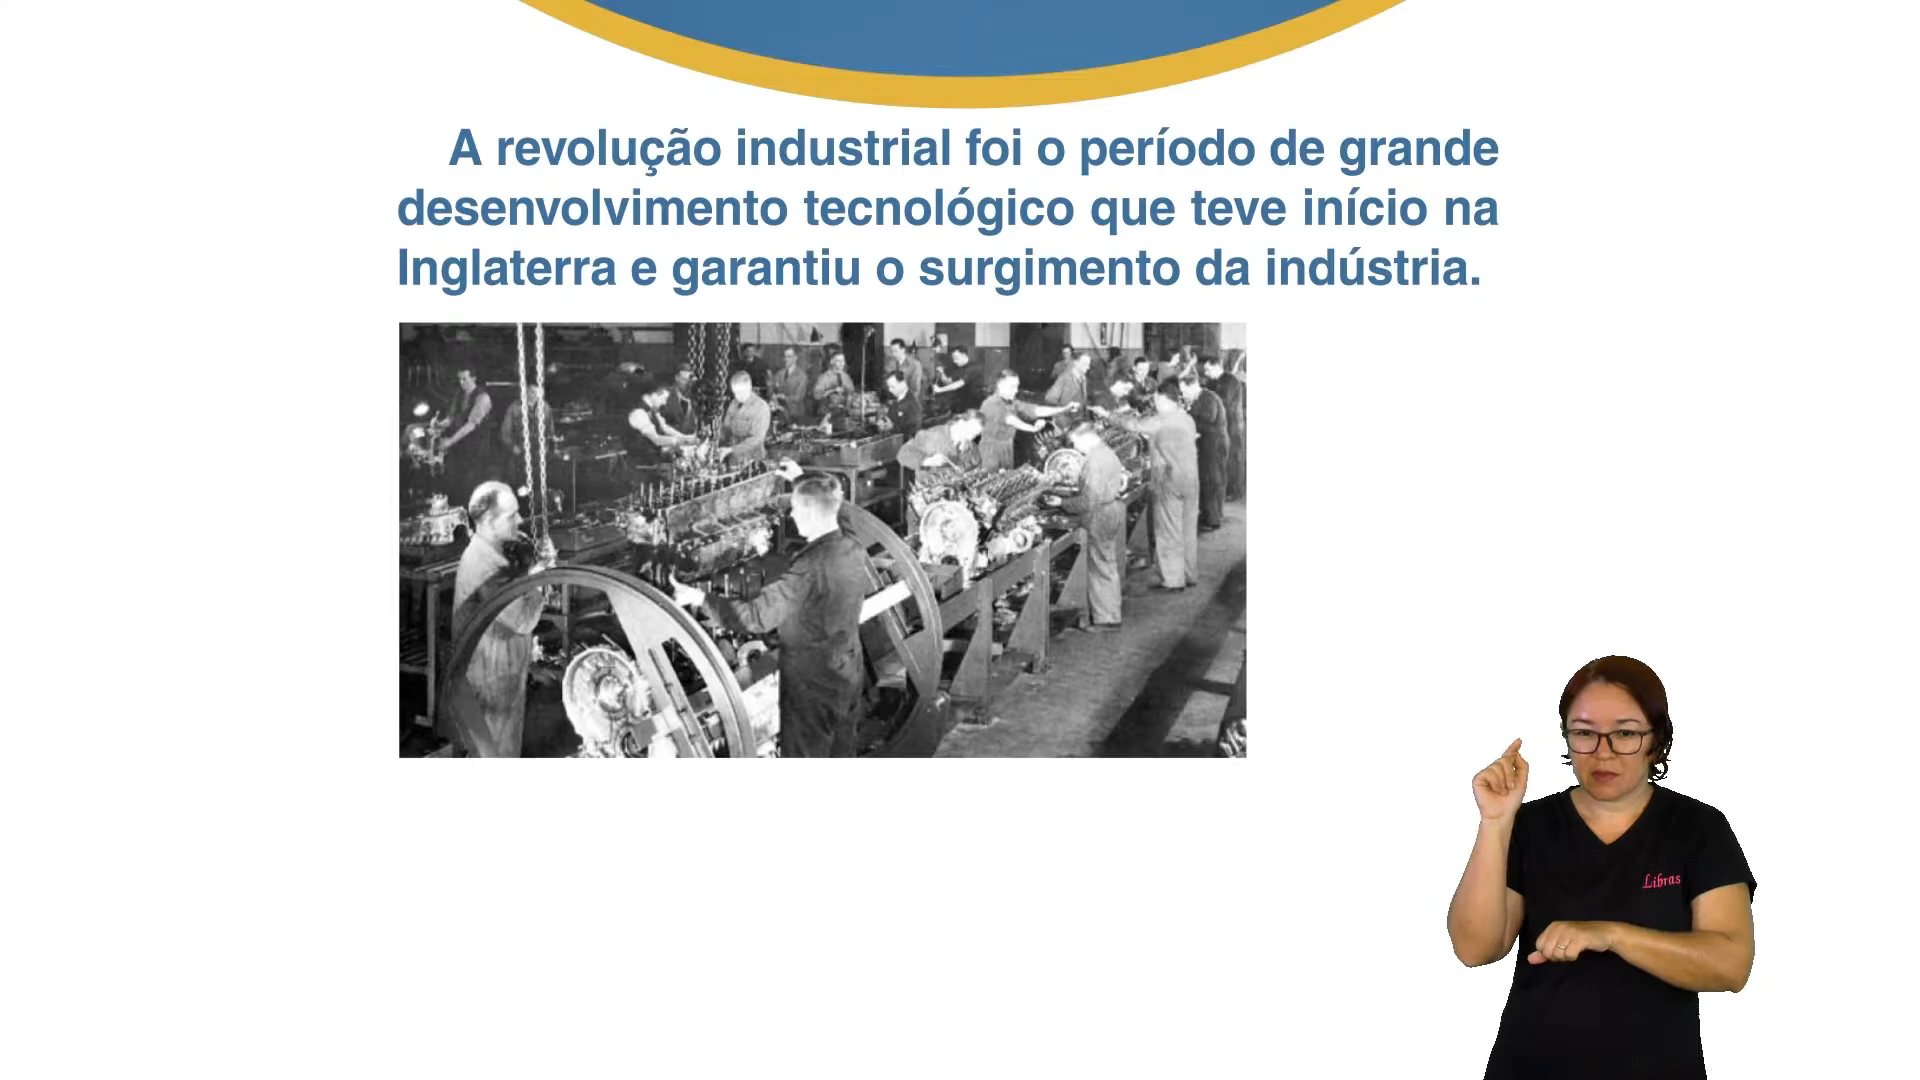 A revolução industrial foi o período de grande
desenvolvimento tecnológico que teve início na
Inglaterra e garantiu o surgimento da indústria.
Libras